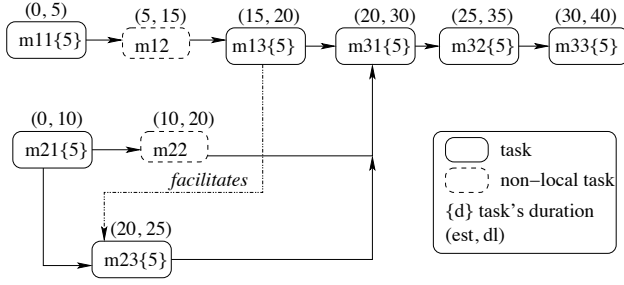 (0, 5) (5, 15) (15, 20) (20, 30) (25, 35) (30, 40)
m11{5} m12 m13{5} m31{5} m32{5} m33{5}
(0, 10) (10, 20)
m21{5} m22
task
facilitates
non−local task
{d} task's duration
(20, 25)
(est, dl)
m23{5}